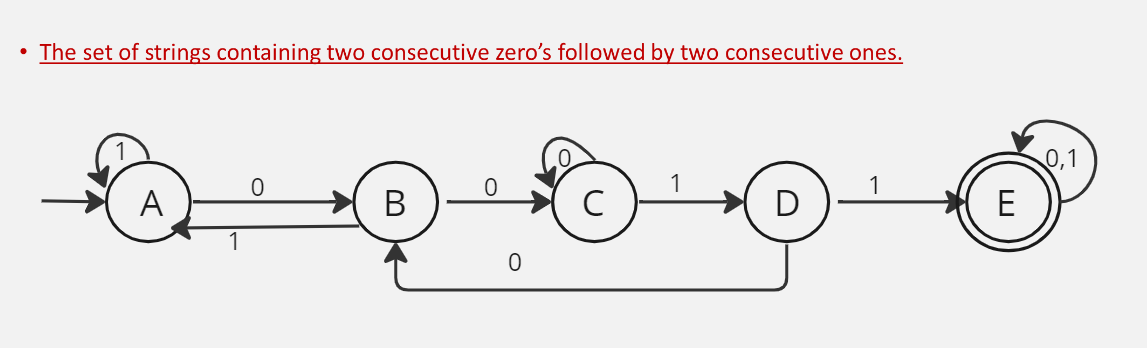 • The set of strings containing two consecutive zero's followed by two consecutive ones.
1 0 0,1
0 0 1 1
A B C D E
1
0